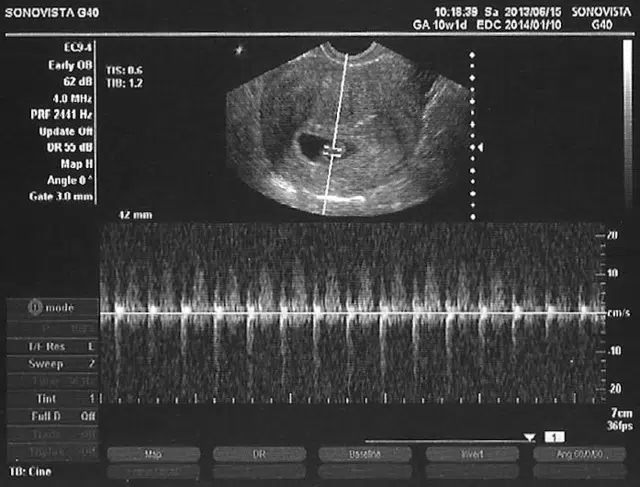 SONOVISTA G40
10:18:39 Sa 2013/06/15 SONOVISTA
GA 10w1d EDC 2014/01/10 G40
EC9-4
Early OB
62 dB
4.0 MHz
PRF 2441 Hz
Update Off
DR 55 dB
Map H
Angle 0 °
Gate 3.0 mm
TIS: 0.6
TIB: 1.2
42 mm
20
10
cm/s
-10
20
D mode
T/F Res E
Sweep 2
Tint 1
Full D Off
7cm
36fps
1
Map
DR
Baseline
Invert
TB: Cine